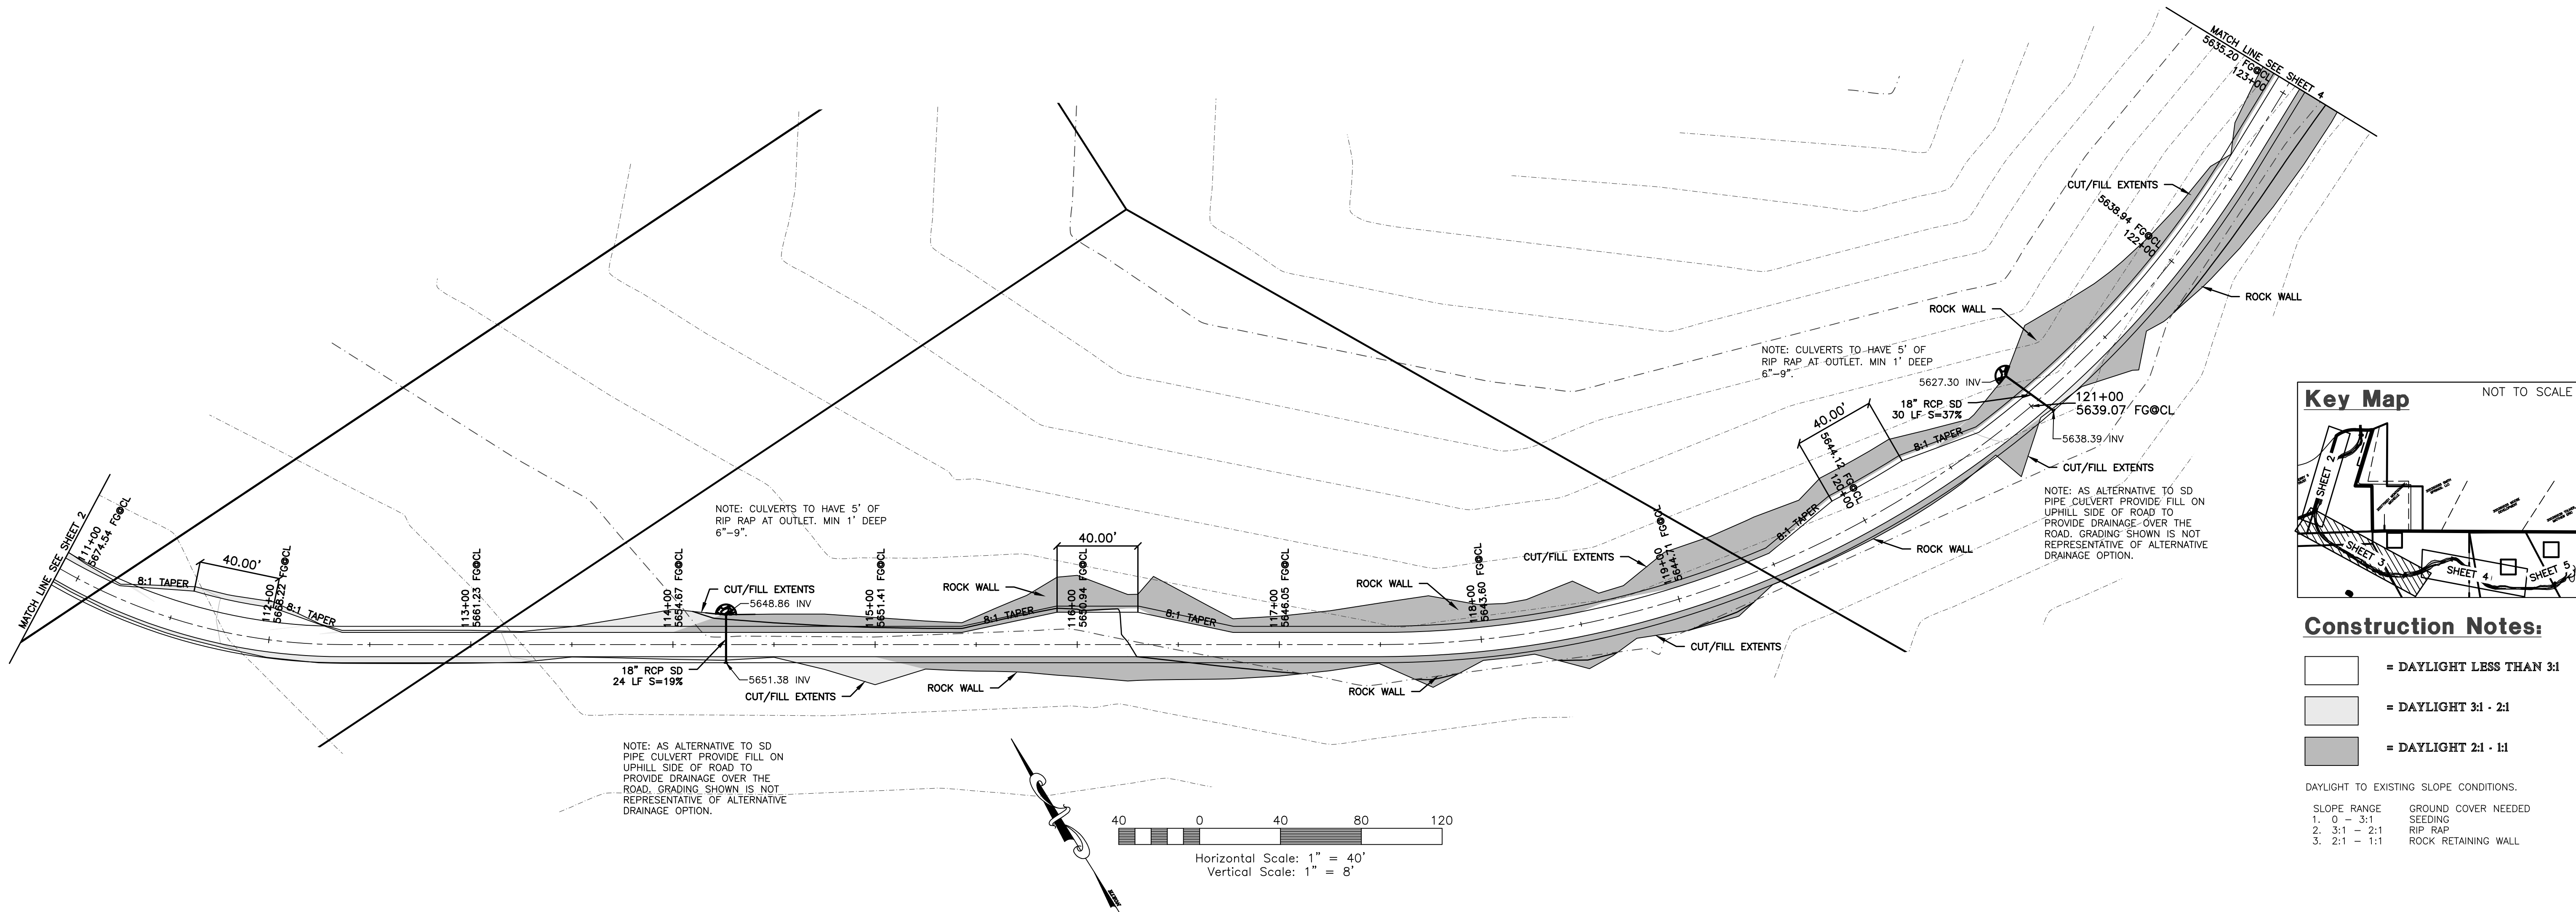 MATCH LINE SEE SHEET 2
111+00
5674.54 FG@CL
8:1 TAPER
40.00'
112+00
5668.22 FG@CL
8:1 TAPER
113+00
5661.23 FG@CL
114+00
5654.67 FG@CL
NOTE: CULVERTS TO HAVE 5' OF
RIP RAP AT OUTLET. MIN 1' DEEP
6"-9".
CUT/FILL EXTENTS
5648.86 INV
18" RCP SD
24 LF S=19%
5651.38 INV
CUT/FILL EXTENTS
NOTE: AS ALTERNATIVE TO SD
PIPE CULVERT PROVIDE FILL ON
UPHILL SIDE OF ROAD TO
PROVIDE DRAINAGE OVER THE
ROAD. GRADING SHOWN IS NOT
REPRESENTATIVE OF ALTERNATIVE
DRAINAGE OPTION.
115+00
5651.41 FG@CL
ROCK WALL
ROCK WALL
8:1 TAPER
40.00'
116+00
5650.94 FG@CL
8:1 TAPER
117+00
5646.05 FG@CL
ROCK WALL
ROCK WALL
118+00
5643.60 FG@CL
CUT/FILL EXTENTS
119+00
5644.71 FG@CL
CUT/FILL EXTENTS
8:1 TAPER
40.00'
5644.12 FG@CL
120+00
ROCK WALL
8:1 TAPER
NOTE: CULVERTS TO HAVE 5' OF
RIP RAP AT OUTLET. MIN 1' DEEP
6"-9".
5627.30 INV
18" RCP SD
30 LF S=37%
121+00
5639.07 FG@CL
5638.39 INV
CUT/FILL EXTENTS
NOTE: AS ALTERNATIVE TO SD
PIPE CULVERT PROVIDE FILL ON
UPHILL SIDE OF ROAD TO
PROVIDE DRAINAGE OVER THE
ROAD. GRADING SHOWN IS NOT
REPRESENTATIVE OF ALTERNATIVE
DRAINAGE OPTION.
ROCK WALL
ROCK WALL
CUT/FILL EXTENTS
5638.94 FG@CL
122+00
MATCH LINE SEE SHEET 4
5635.20 FG@CL
123+00
40 0 40 80 120
Horizontal Scale: 1" = 40'
Vertical Scale: 1" = 8'
Key Map
NOT TO SCALE
SHEET 2
SHEET 3
SHEET 4
SHEET 5
Construction Notes:
= DAYLIGHT LESS THAN 3:1
= DAYLIGHT 3:1 - 2:1
= DAYLIGHT 2:1 - 1:1
DAYLIGHT TO EXISTING SLOPE CONDITIONS.
SLOPE RANGE GROUND COVER NEEDED
1. 0 - 3:1 SEEDING
2. 3:1 - 2:1 RIP RAP
3. 2:1 - 1:1 ROCK RETAINING WALL